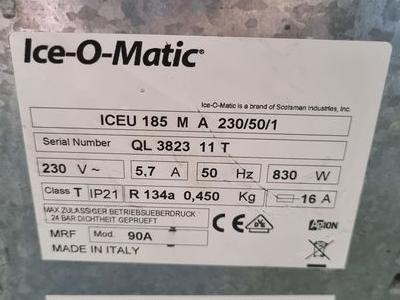 Ice-O-Matic®
Ice-O-Matic is a brand of Scotsman Industries, Inc.
ICEU 185 M A 230/50/1
Serial Number QL 3823 11 T
230 V ~ 5.7 A 50 Hz 830 W
Class T IP21 R 134a 0,450 Kg 16 A
MAX ZULASSIGER BETRIEBSUEBERDRUCK
24 BAR DICHTHEIT GEPRUEFT
MRF Mod. 90A
MADE IN ITALY
CE